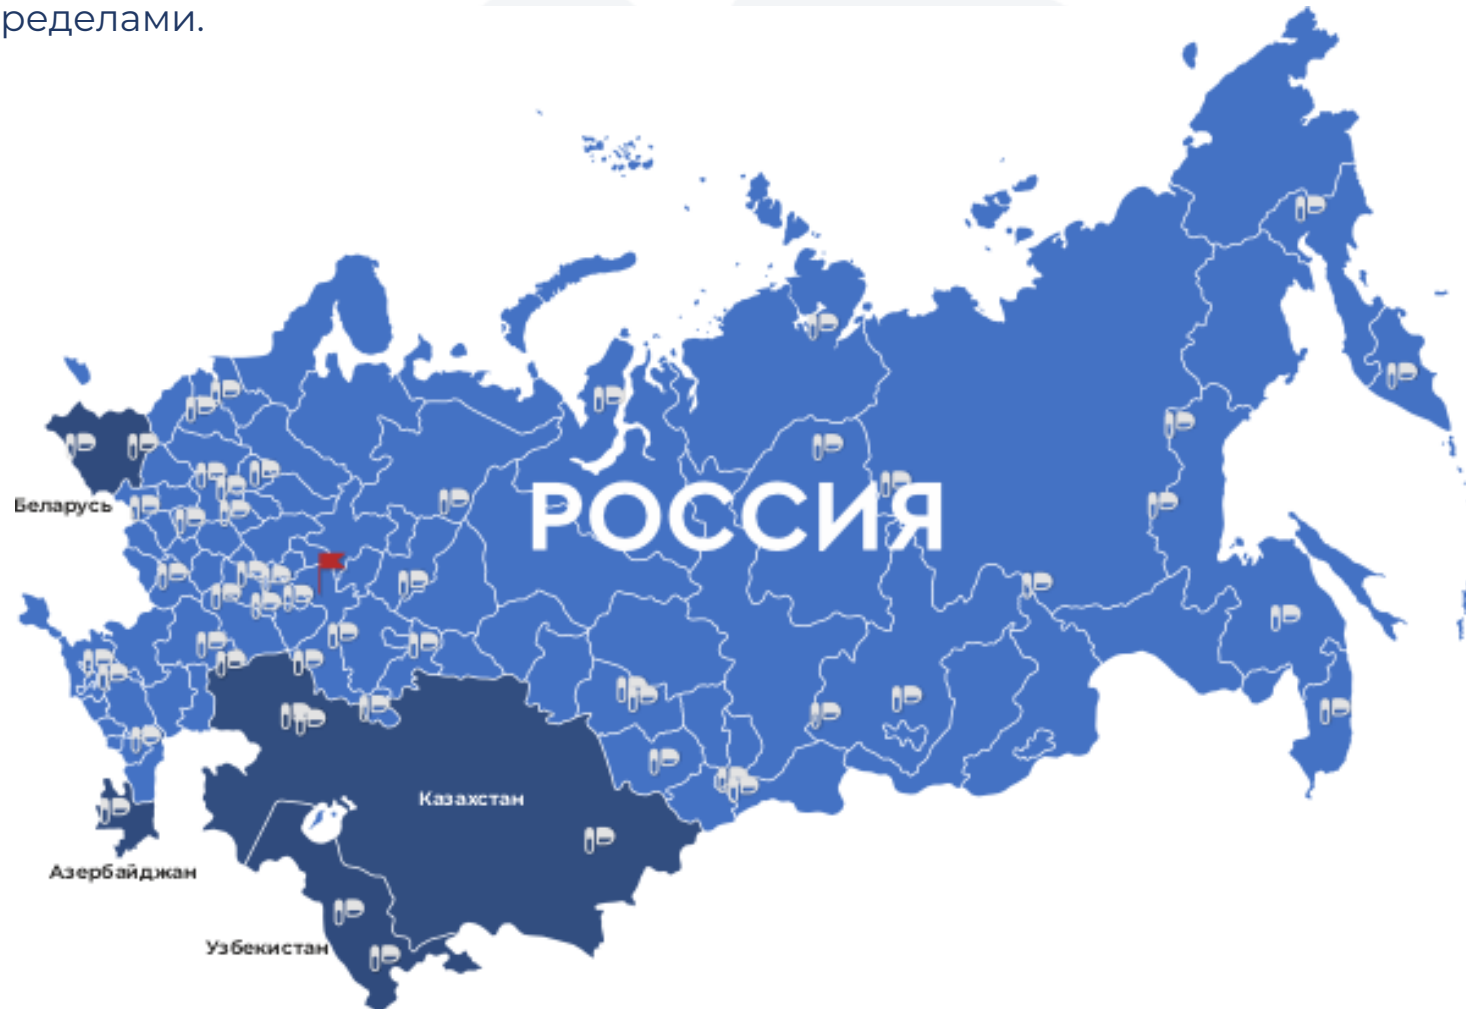 ределами.
РОССИЯ
Беларусь
Казахстан
Азербайджан
Узбекистан